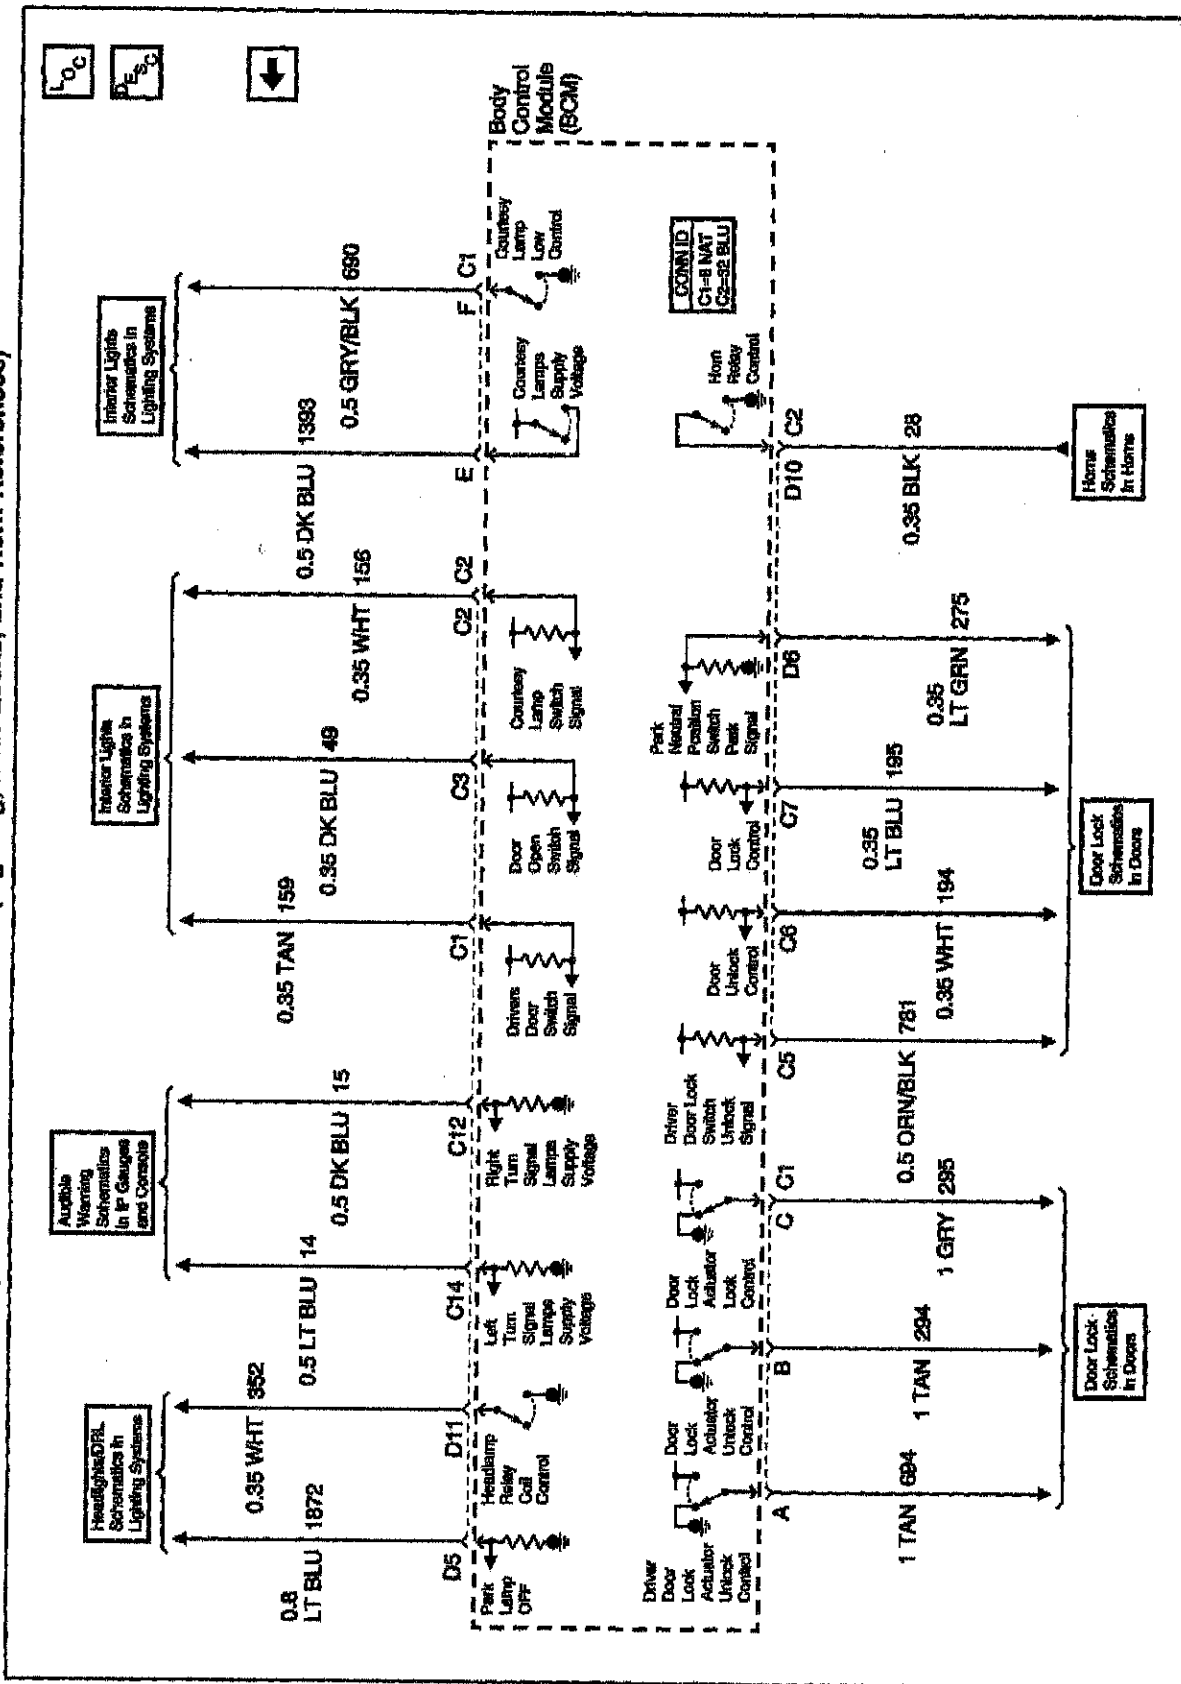 LOC
DESC
Headlights/DRL
Schematics in
Lighting Systems
Audible
Warning
Schematics
in IP Gauges
and Console
Interior Lights
Schematics in
Lighting Systems
Interior Lights
Schematics in
Lighting Systems
0.8
LT BLU 1872
0.35 WHT 352
0.5 LT BLU 14
0.5 DK BLU 15
0.35 TAN 159
0.35 DK BLU 49
0.35 WHT 156
0.5 DK BLU 1393
0.5 GRY/BLK 690
D5
D11
C14
C12
C1
C3
C2 C2
E
F C1
Body
Control
Module
(BCM)
Park
Lamp
OFF
Headlamp
Relay
Coil
Control
Left
Turn
Signal
Lamps
Supply
Voltage
Right
Turn
Signal
Lamps
Supply
Voltage
Drivers
Door
Switch
Signal
Door
Open
Switch
Signal
Courtesy
Lamp
Switch
Signal
Courtesy
Lamps
Supply
Voltage
Courtesy
Lamp
Low
Control
Driver
Door
Lock
Actuator
Unlock
Control
Door
Lock
Actuator
Unlock
Control
Door
Lock
Actuator
Lock
Control
Driver
Door Lock
Switch
Unlock
Signal
Door
Unlock
Control
Door
Lock
Control
Park
Neutral
Position
Switch
Park
Signal
Horn
Relay
Control
CONN ID
C1=8 NAT
C2=32 BLU
A
B
C C1
C5
C6
C7
D6
D10 C2
1 TAN 694
1 TAN 294
1 GRY 295
0.5 ORN/BLK 781
0.35 WHT 194
0.35
LT BLU 195
0.35
LT GRN 275
0.35 BLK 28
Door Lock
Schematics
in Doors
Door Lock
Schematics
in Doors
Horns
Schematics
in Horns